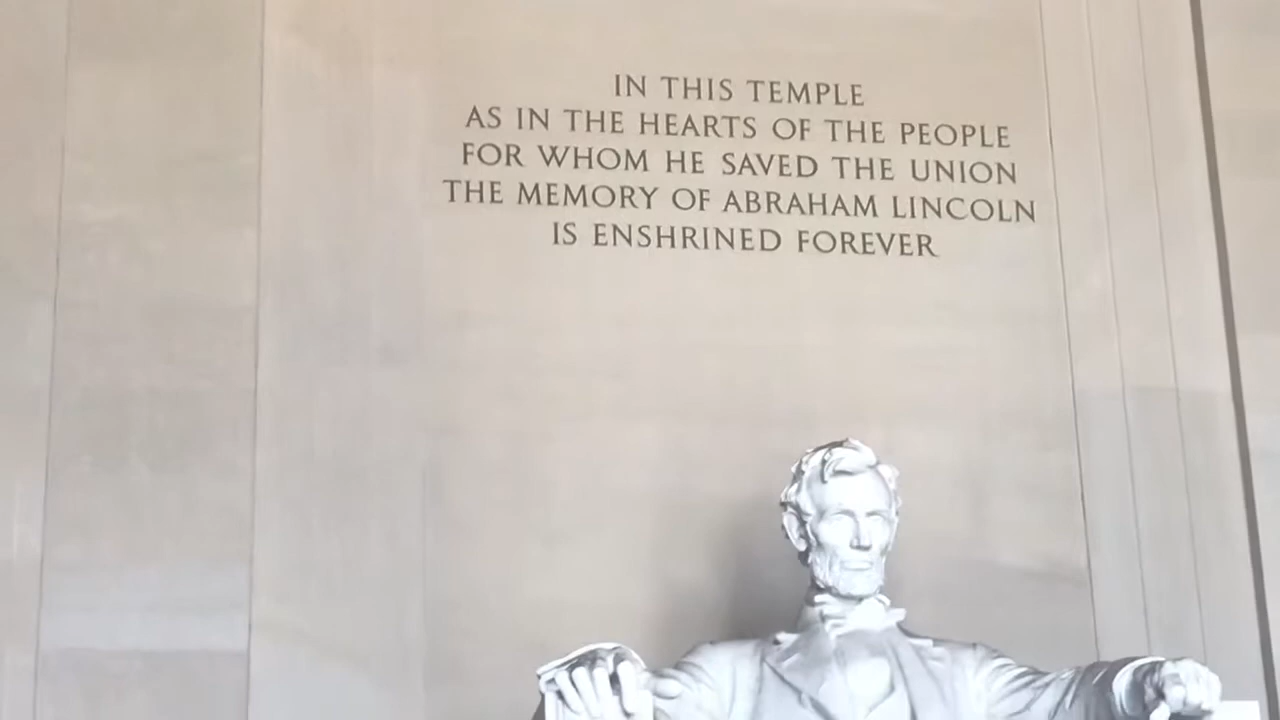 IN THIS TEMPLE
AS IN THE HEARTS OF THE PEOPLE
FOR WHOM HE SAVED THE UNION
THE MEMORY OF ABRAHAM LINCOLN
IS ENSHRINED FOREVER